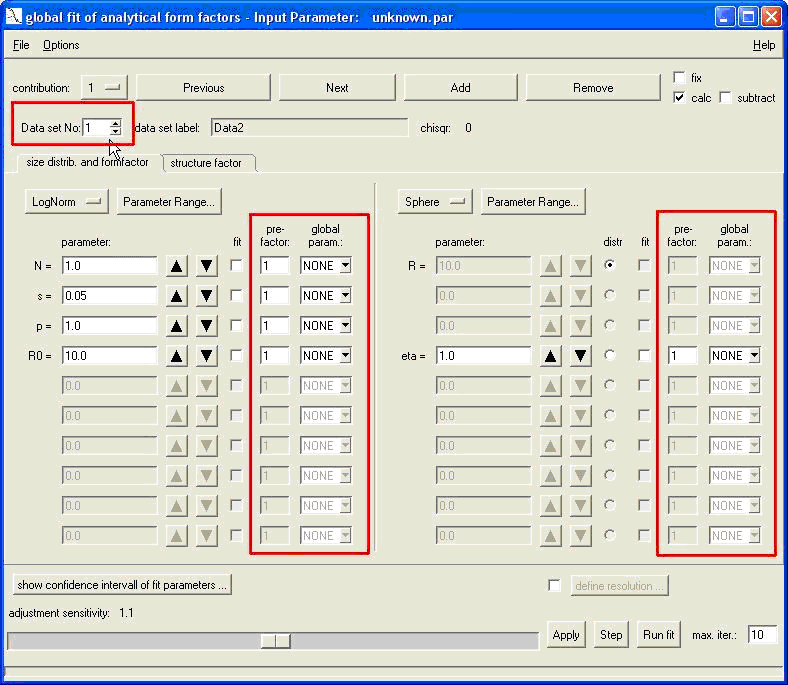 global fit of analytical form factors - Input Parameter: unknown.par
File Options Help
contribution: 1 Previous Next Add Remove fix
calc subtract
Data set No: 1 data set label: Data2 chisqr: 0
size distrib. and formfactor structure factor
LogNorm Parameter Range... Sphere Parameter Range...
parameter: fit pre-factor: global param.: parameter: distr fit pre-factor: global param.:
N = 1.0 1 NONE R = 10.0 1 NONE
s = 0.05 1 NONE 0.0 1 NONE
p = 1.0 1 NONE 0.0 1 NONE
R0 = 10.0 1 NONE eta = 1.0 1 NONE
0.0 1 NONE 0.0 1 NONE
0.0 1 NONE 0.0 1 NONE
0.0 1 NONE 0.0 1 NONE
0.0 1 NONE 0.0 1 NONE
0.0 1 NONE 0.0 1 NONE
0.0 1 NONE 0.0 1 NONE
show confidence intervall of fit parameters ... define resolution ...
adjustment sensitivity: 1.1
Apply Step Run fit max. iter.: 10